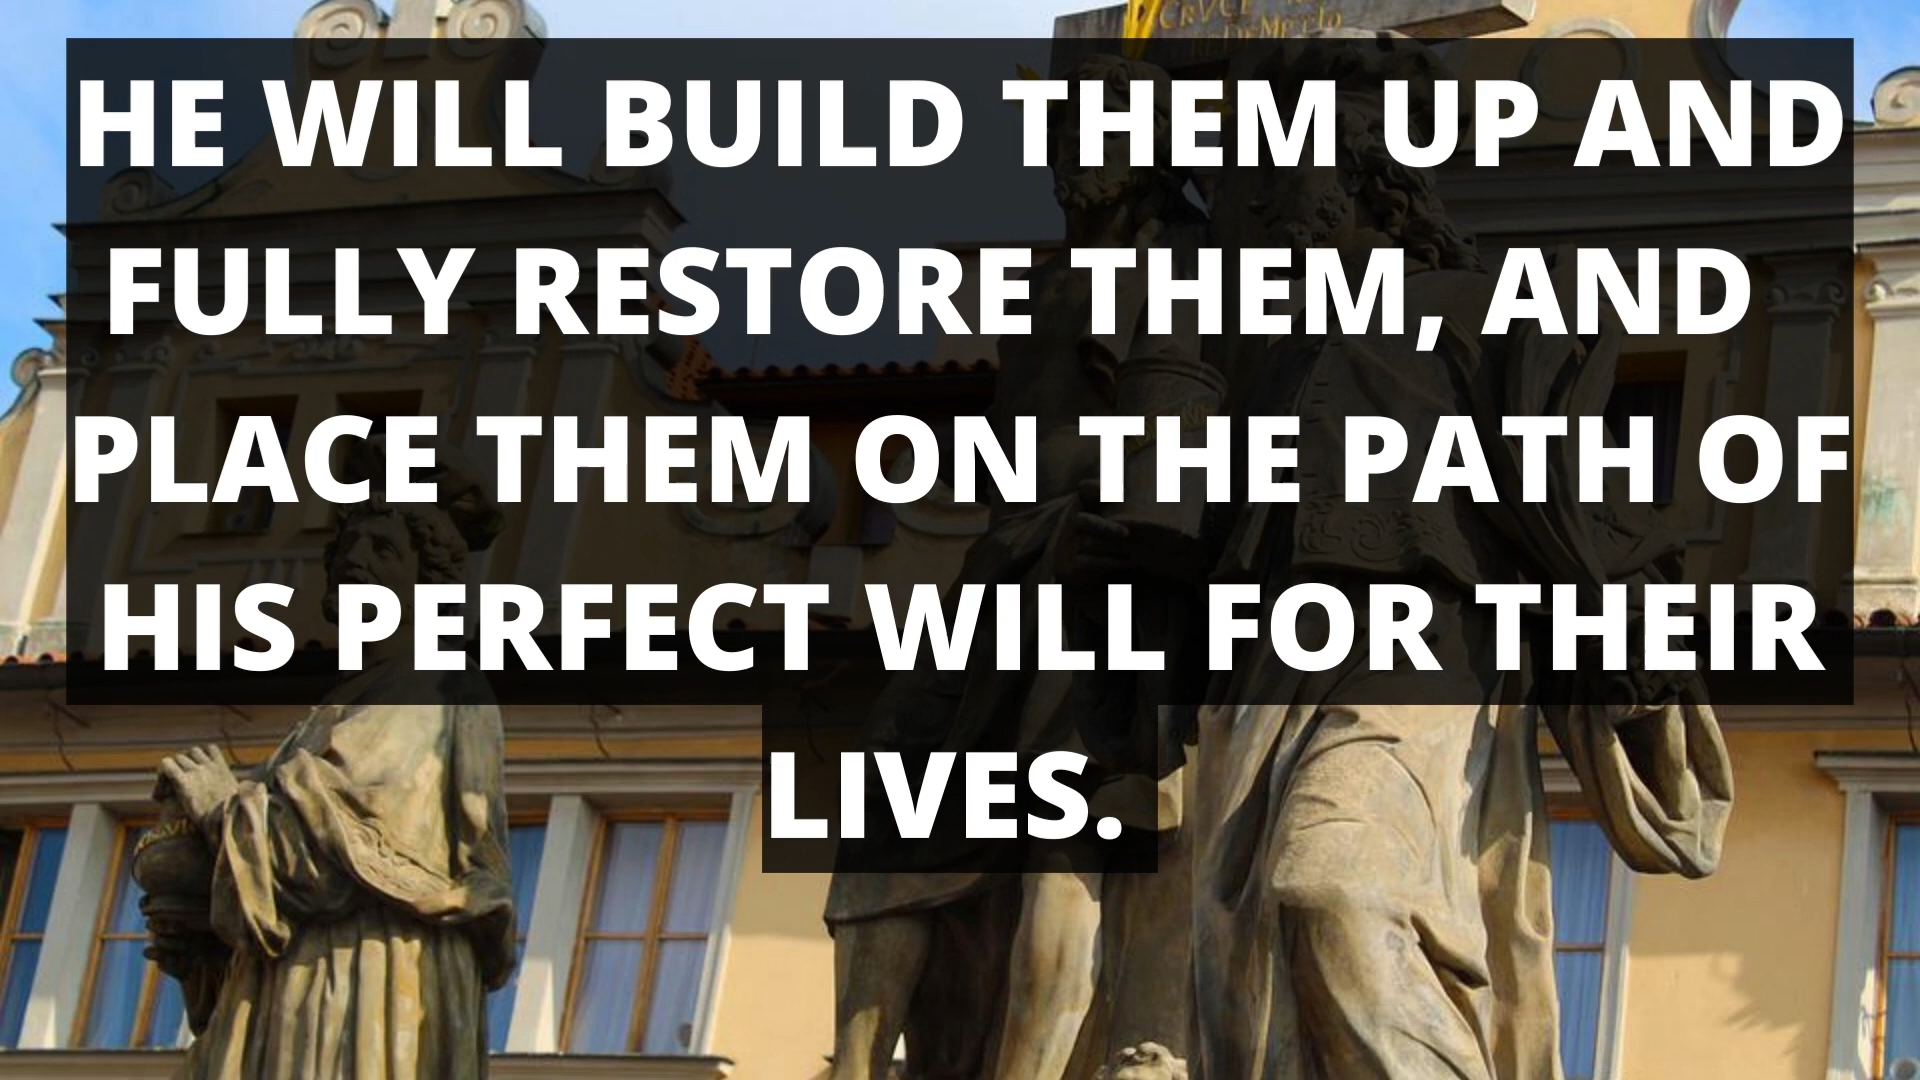 CRVCE
HE WILL BUILD THEM UP AND
FULLY RESTORE THEM, AND
PLACE THEM ON THE PATH OF
HIS PERFECT WILL FOR THEIR
LIVES.